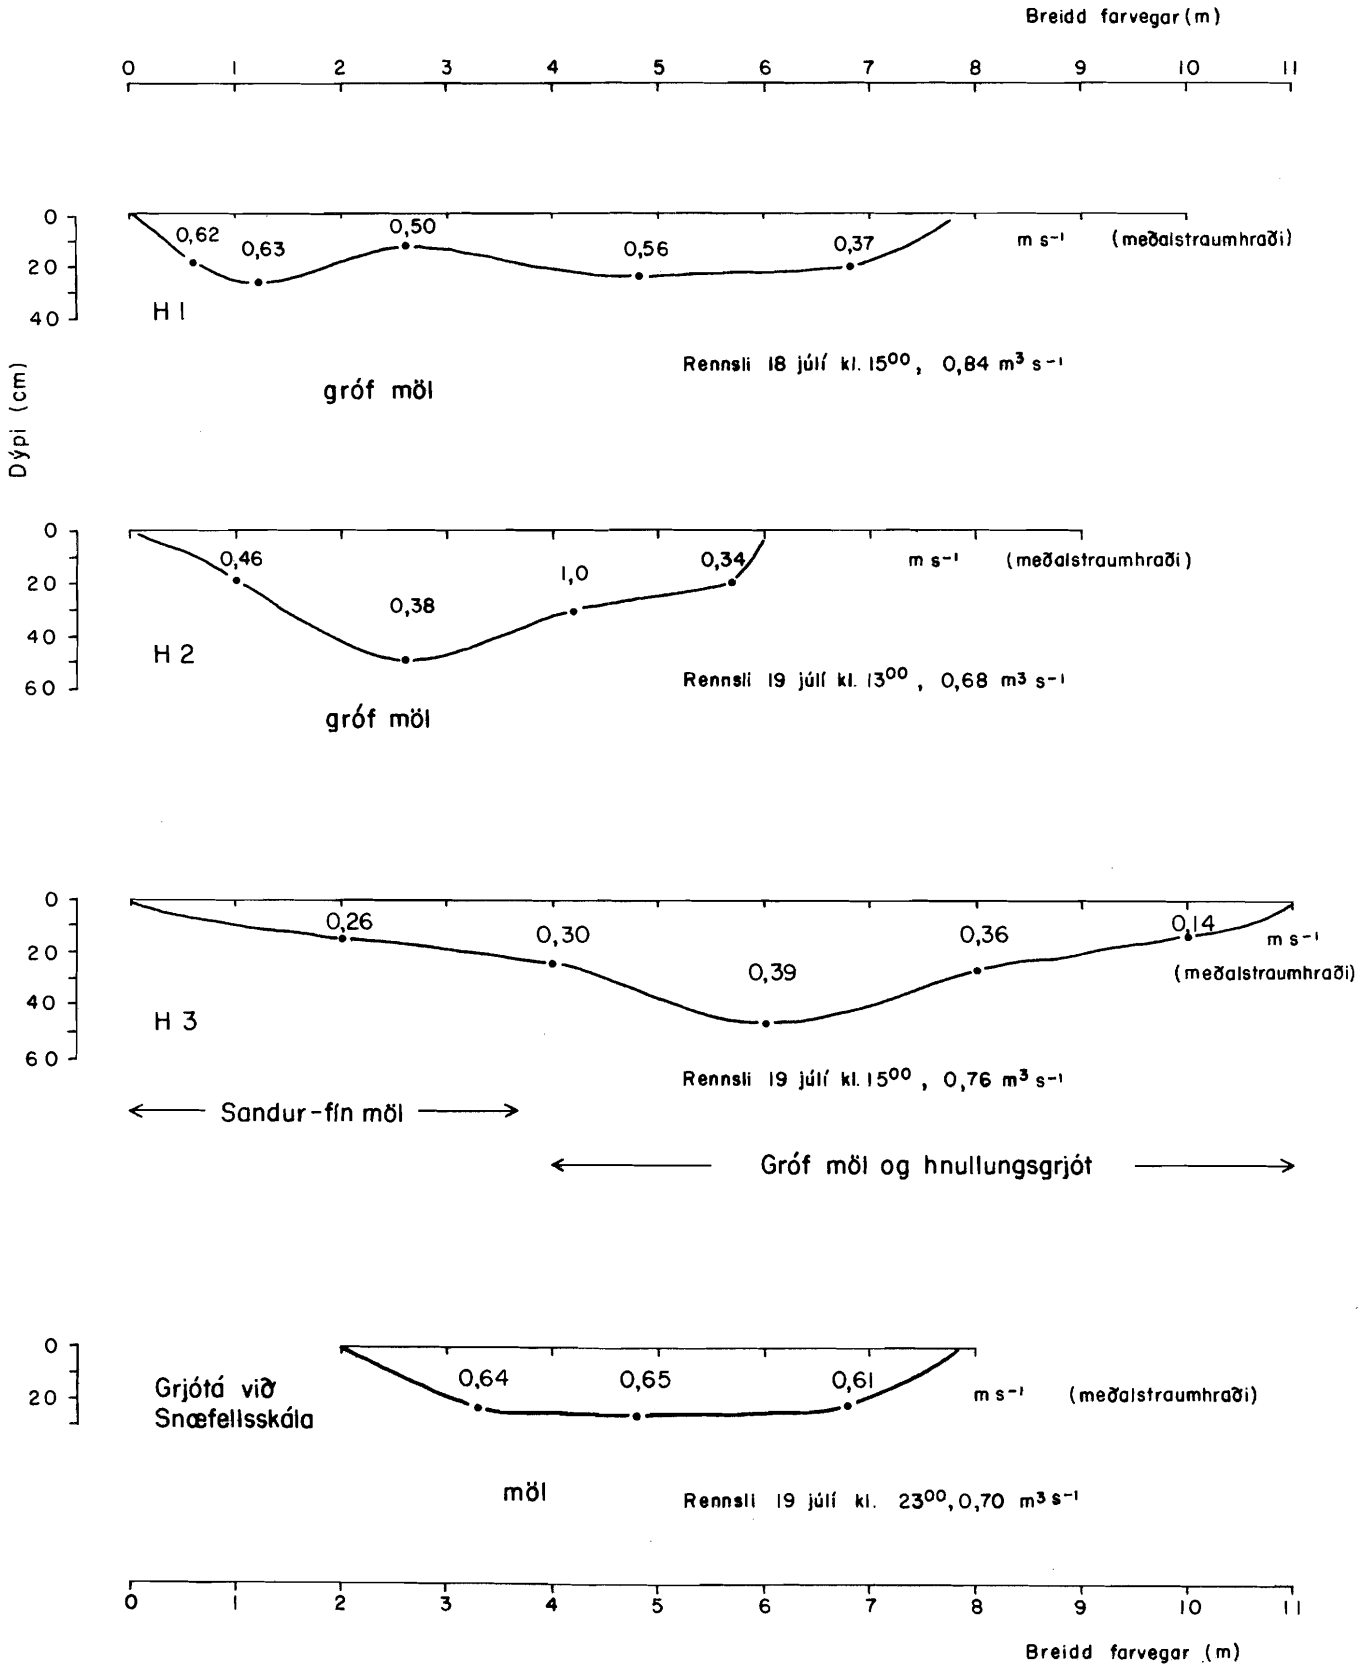 Breidd farvegar (m)
0 1 2 3 4 5 6 7 8 9 10 11
Dýpi (cm)
0
20
40
0,62 0,63 0,50 0,56 0,37
m s⁻¹ (meðalstraumhraði)
H 1
Rennsli 18 júlí kl. 15⁰⁰, 0,84 m³ s⁻¹
gróf möl
0
20
40
60
0,46 0,38 1,0 0,34
m s⁻¹ (meðalstraumhraði)
H 2
Rennsli 19 júlí kl. 13⁰⁰, 0,68 m³ s⁻¹
gróf möl
0
20
40
60
0,26 0,30 0,39 0,36 0,14
m s⁻¹
(meðalstraumhraði)
H 3
Rennsli 19 júlí kl. 15⁰⁰, 0,76 m³ s⁻¹
Sandur-fín möl
Gróf möl og hnullungsgrjót
0
20
Grjótá við
Snæfellsskála
0,64 0,65 0,61
m s⁻¹ (meðalstraumhraði)
möl
Rennsli 19 júlí kl. 23⁰⁰, 0,70 m³ s⁻¹
0 1 2 3 4 5 6 7 8 9 10 11
Breidd farvegar (m)